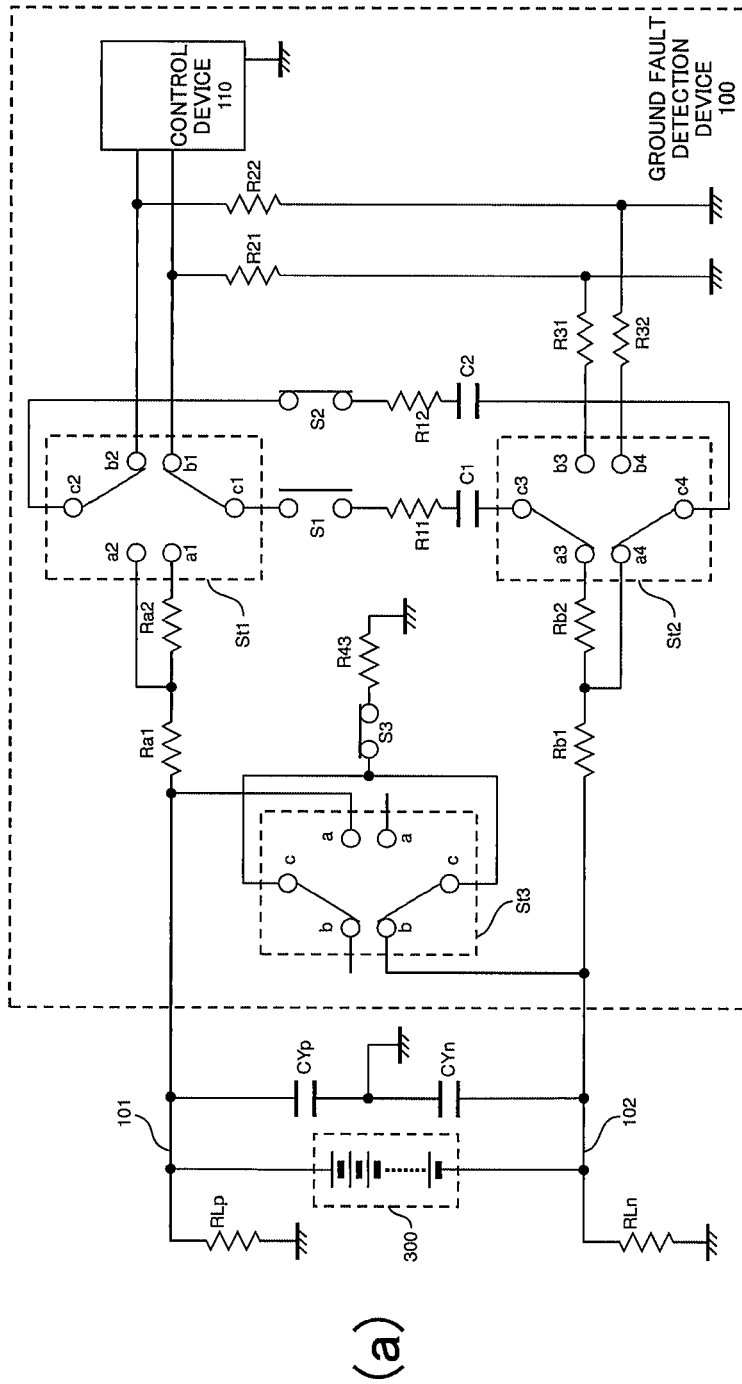 (a)
RLp
101
300
CYp
CYn
RLn
102
b
b
c
c
a
a
St3
S3
R43
Ra1
Ra2
a2
a1
c2
c1
b2
b1
St1
Rb1
Rb2
a3
a4
c3
c4
b3
b4
St2
S1
R11
C1
S2
R12
C2
R31
R32
R21
R22
CONTROL
DEVICE
110
GROUND FAULT
DETECTION
DEVICE
100